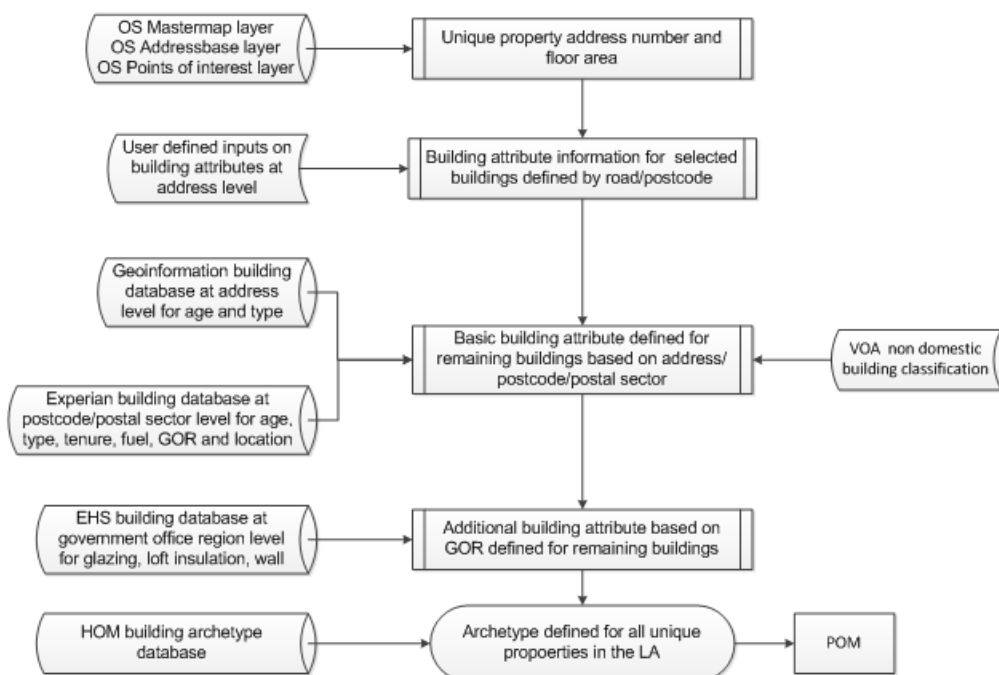 OS Mastermap layer
OS Addressbase layer
OS Points of interest layer
Unique property address number and
floor area
User defined inputs on
building attributes at
address level
Building attribute information for selected
buildings defined by road/postcode
Geoinformation building
database at address
level for age and type
Basic building attribute defined for
remaining buildings based on address/
postcode/postal sector
VOA non domestic
building classification
Experian building database at
postcode/postal sector level for age,
type, tenure, fuel, GOR and location
EHS building database at
government office region level
for glazing, loft insulation, wall
Additional building attribute based on
GOR defined for remaining buildings
HOM building archetype
database
Archetype defined for all unique
propoerties in the LA
POM